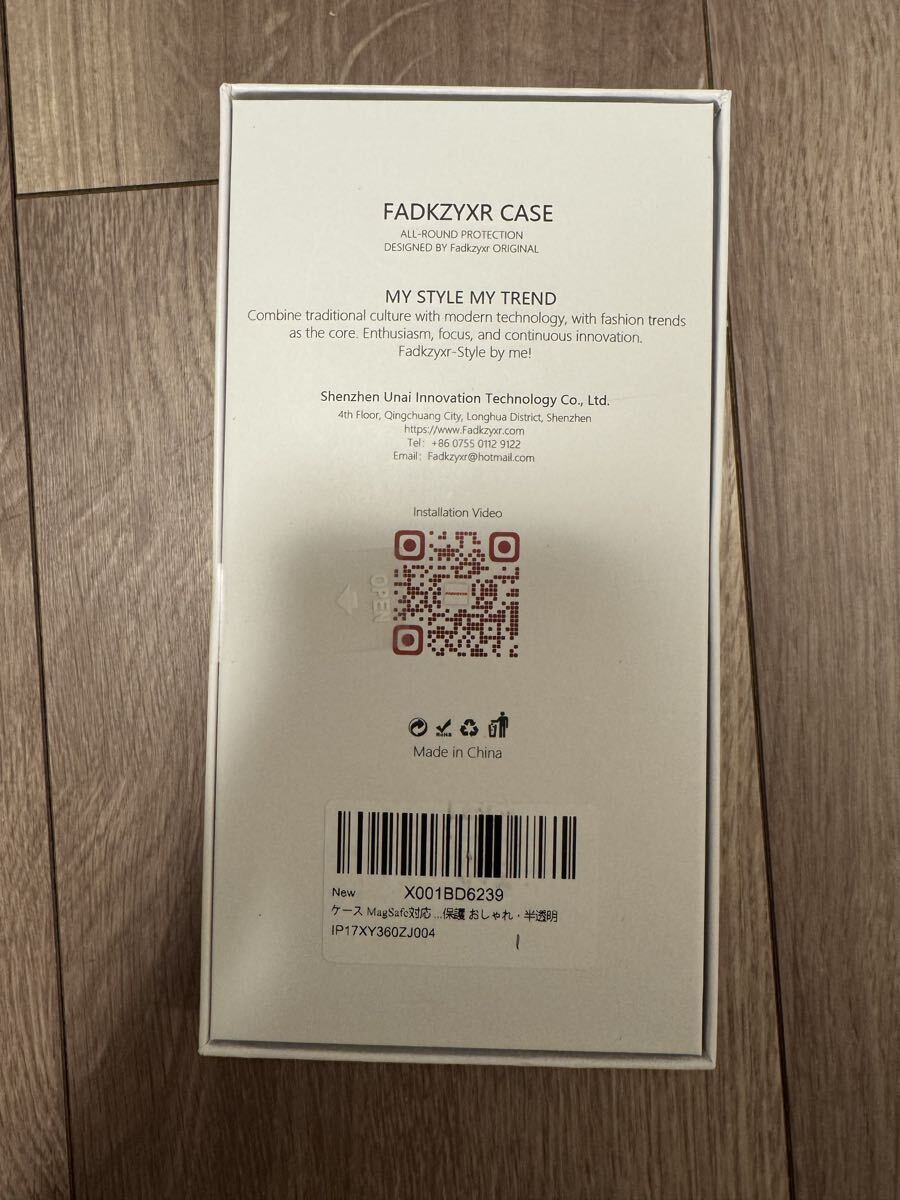 FADKZYXR CASE
ALL-ROUND PROTECTION
DESIGNED BY Fadkzyxr ORIGINAL
MY STYLE MY TREND
Combine traditional culture with modern technology, with fashion trends
as the core. Enthusiasm, focus, and continuous innovation.
Fadkzyxr-Style by me!
Shenzhen Unai Innovation Technology Co., Ltd.
4th Floor, Qingchuang City, Longhua District, Shenzhen
https://www.Fadkzyxr.com
Tel: +86 0755 0112 9122
Email: Fadkzyxr@hotmail.com
Installation Video
OPEN
FADKZYXR
RoHS
Made in China
X001BD6239
New
ケース MagSafe対応 ...保護 おしゃれ・半透明
IP17XY360ZJ004